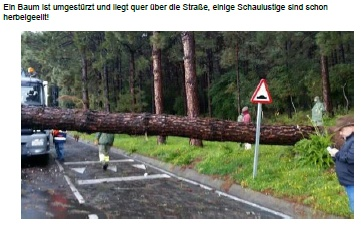 Ein Baum ist umgestürzt und liegt quer über die Straße, einige Schaulustige sind schon
herbeigeeilt!